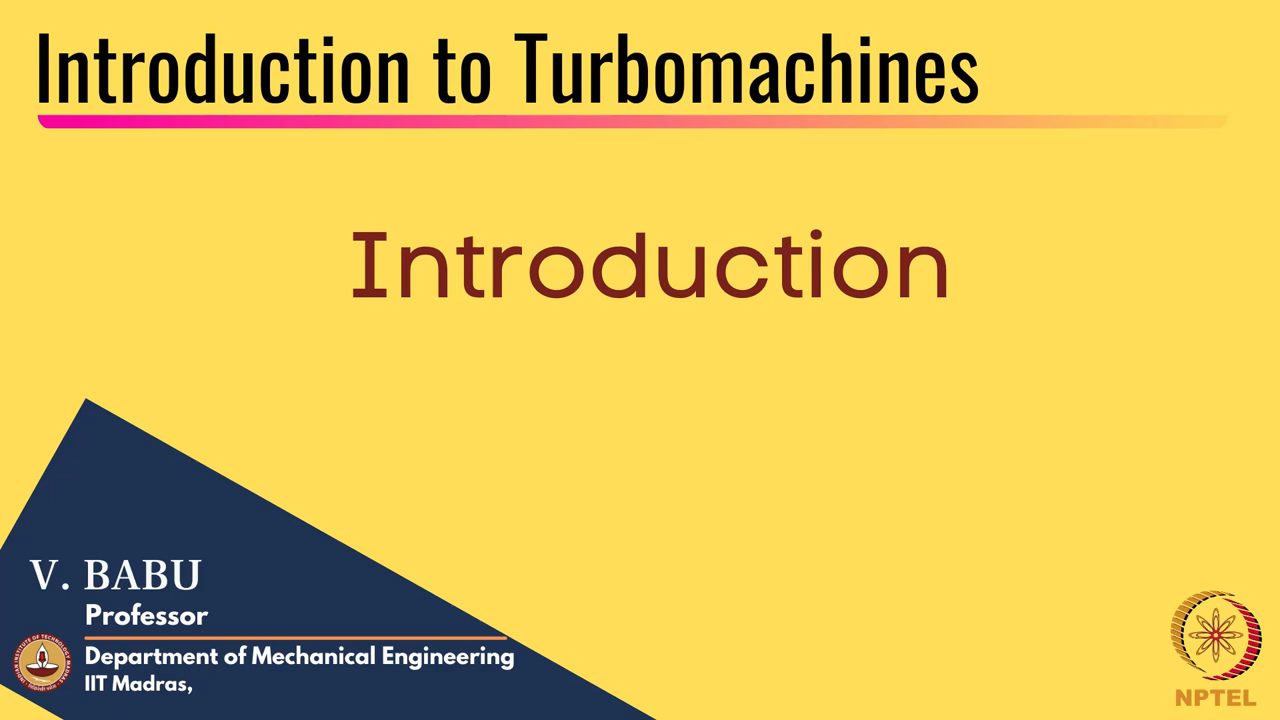 Introduction to Turbomachines
Introduction
V. BABU
Professor
Department of Mechanical Engineering
IIT Madras,
NPTEL